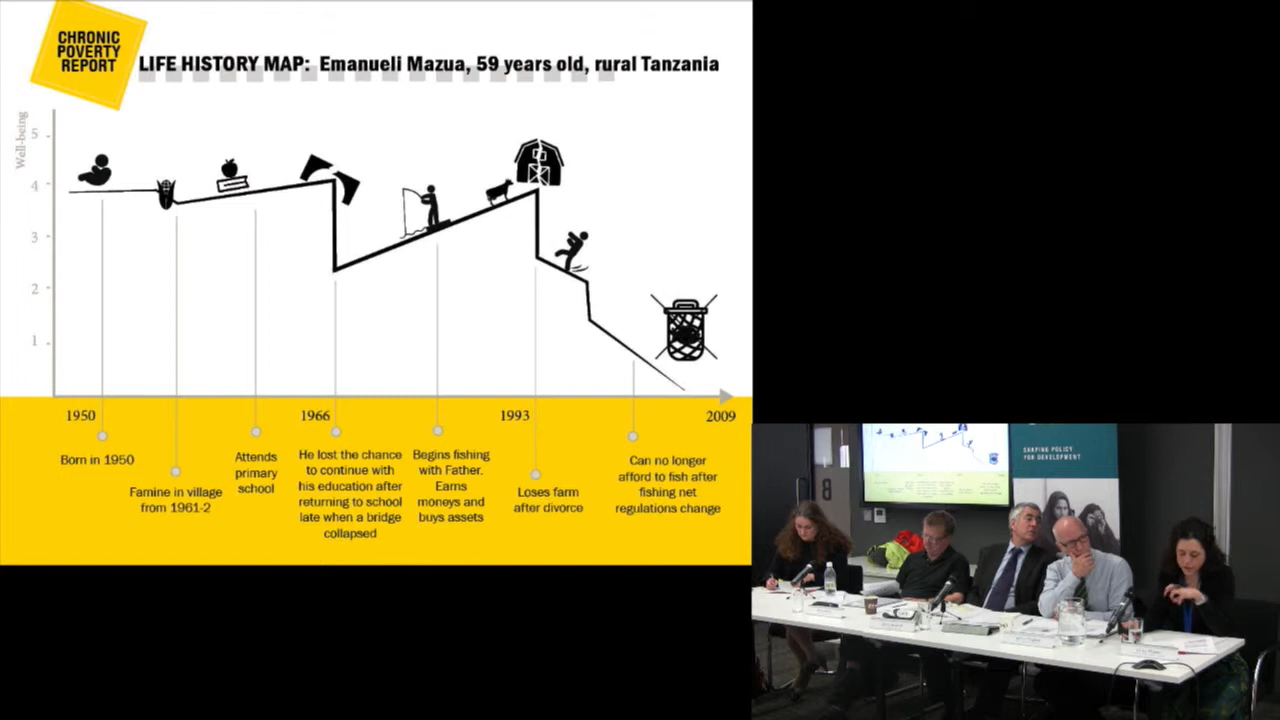 CHRONIC
POVERTY
REPORT
LIFE HISTORY MAP: Emanueli Mazua, 59 years old, rural Tanzania
Well-being
5
4
3
2
1
1950
1966
1993
2009
Born in 1950
Famine in village
from 1961-2
Attends
primary
school
He lost the chance
to continue with
his education after
returning to school
late when a bridge
collapsed
Begins fishing
with Father.
Earns
moneys and
buys assets
Loses farm
after divorce
Can no longer
afford to fish after
fishing net
regulations change
SHAPING POLICY
FOR DEVELOPMENT
8